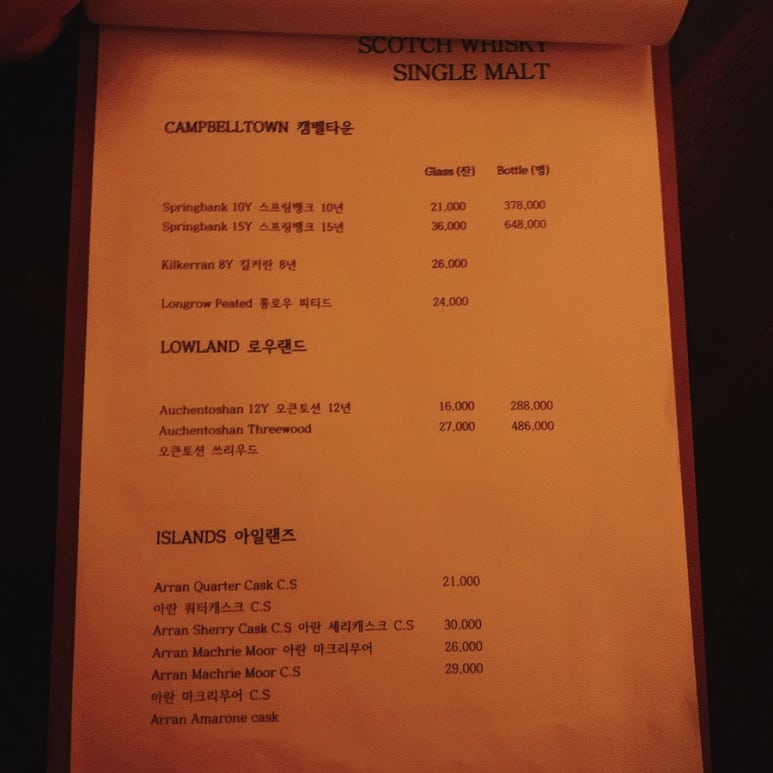 SCOTCH WHISKY
SINGLE MALT
CAMPBELLTOWN 캠벨타운
Glass (잔) Bottle (병)
Springbank 10Y 스프링뱅크 10년 21,000 378,000
Springbank 15Y 스프링뱅크 15년 36,000 648,000
Kilkerran 8Y 킬커란 8년 26,000
Longrow Peated 롱로우 피티드 24,000
LOWLAND 로우랜드
Auchentoshan 12Y 오큰토션 12년 16,000 288,000
Auchentoshan Threewood 27,000 486,000
오큰토션 쓰리우드
ISLANDS 아일랜즈
Arran Quarter Cask C.S 21,000
아란 쿼터캐스크 C.S
Arran Sherry Cask C.S 아란 셰리캐스크 C.S 30,000
Arran Machrie Moor 아란 마크리무어 26,000
Arran Machrie Moor C.S 29,000
아란 마크리무어 C.S
Arran Amarone cask